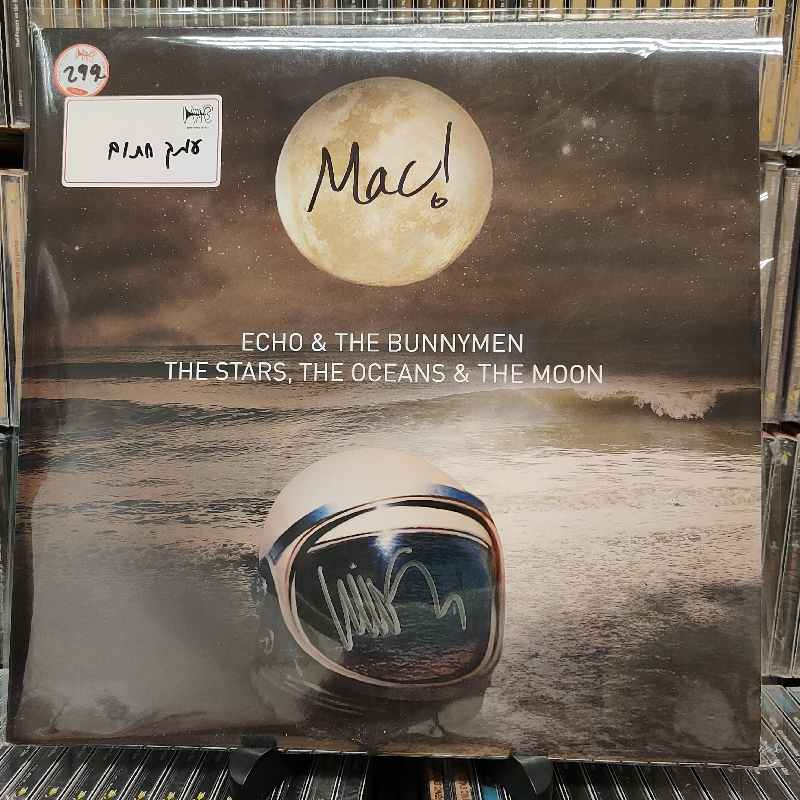 299
עותק חתום
Mac!
ECHO & THE BUNNYMEN
THE STARS, THE OCEANS & THE MOON